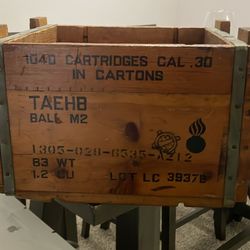 1040 CARTRIDGES CAL .30
IN CARTONS
TAEHB
BALL M2
1305-028-6535-A212
83 WT
1.2 CU
LOT LC 39378